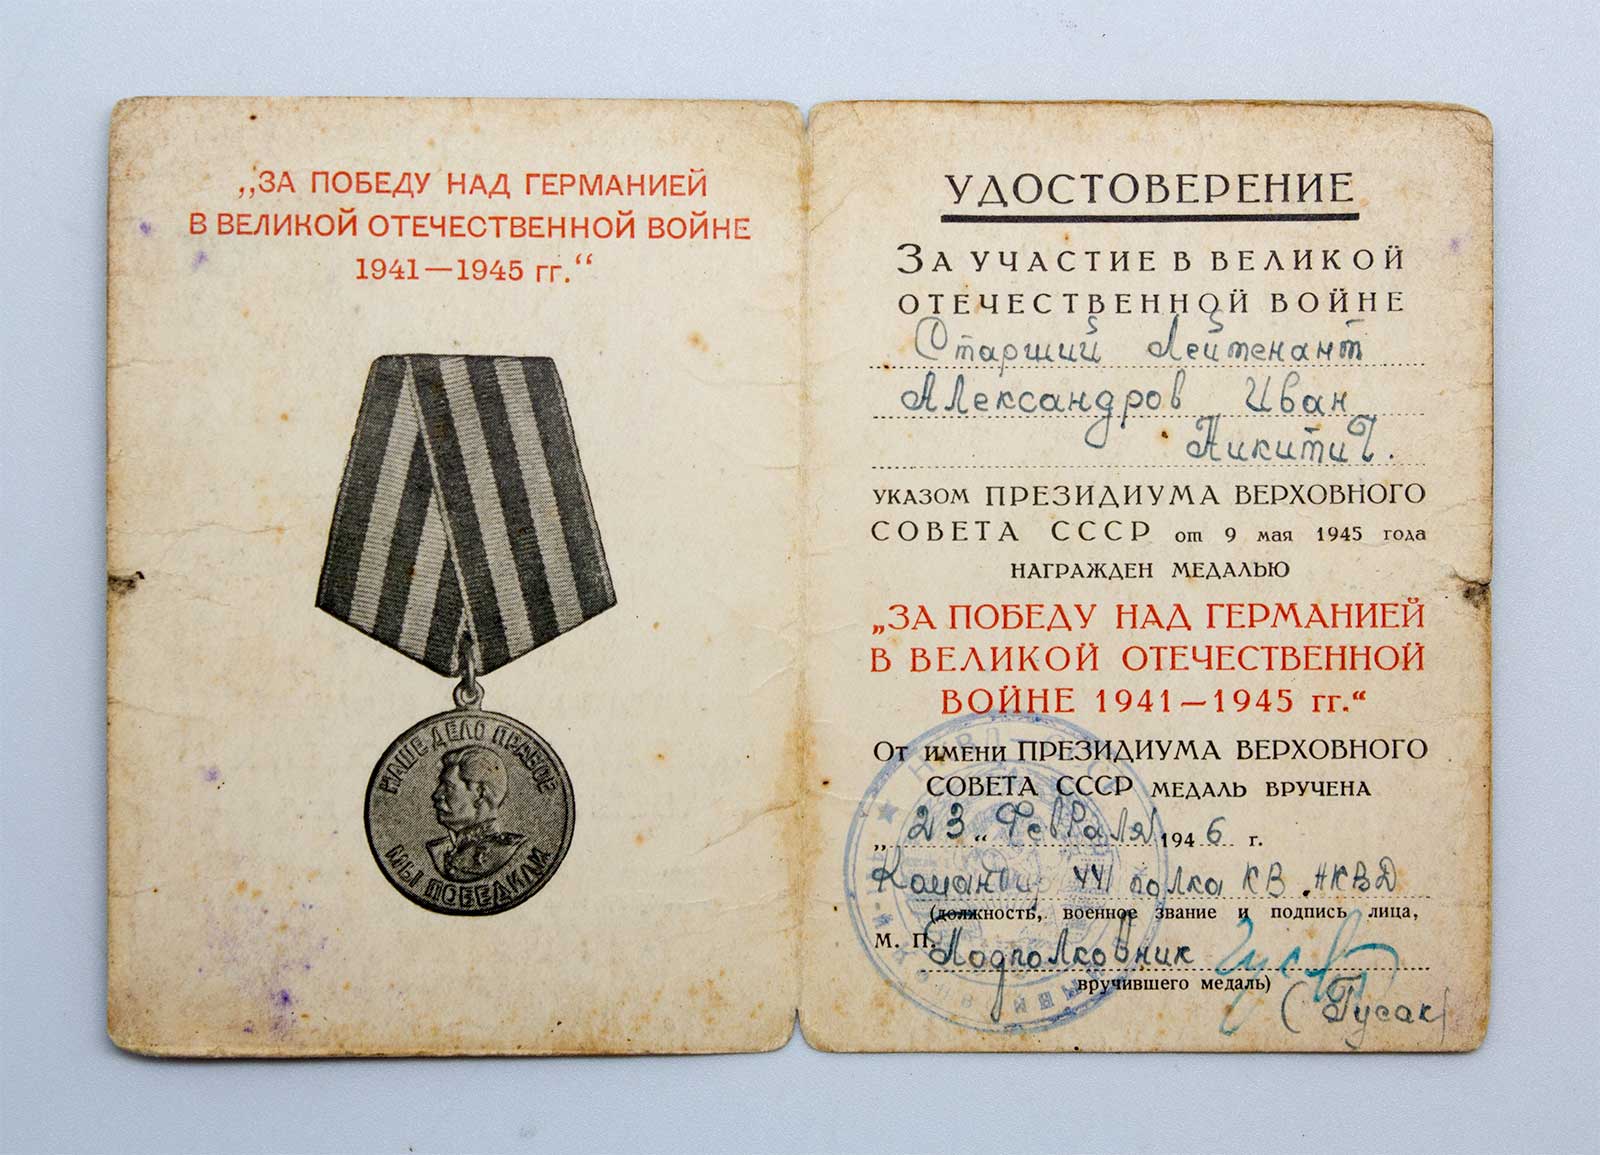 „ЗА ПОБЕДУ НАД ГЕРМАНИЕЙ
В ВЕЛИКОЙ ОТЕЧЕСТВЕННОЙ ВОЙНЕ
1941—1945 гг.“
НАШЕ ДЕЛО ПРАВОЕ
МЫ ПОБЕДИЛИ
УДОСТОВЕРЕНИЕ
ЗА УЧАСТИЕ В ВЕЛИКОЙ
ОТЕЧЕСТВЕННОЙ ВОЙНЕ
Старший Лейтенант
Александров Иван
Никитич.
УКАЗОМ ПРЕЗИДИУМА ВЕРХОВНОГО
СОВЕТА СССР от 9 мая 1945 года
НАГРАЖДЕН МЕДАЛЬЮ
„ЗА ПОБЕДУ НАД ГЕРМАНИЕЙ
В ВЕЛИКОЙ ОТЕЧЕСТВЕННОЙ
ВОЙНЕ 1941—1945 гг.“
От имени ПРЕЗИДИУМА ВЕРХОВНОГО
СОВЕТА СССР МЕДАЛЬ ВРУЧЕНА
„23„ Февраля 1946 г.
Командир 441 полка КВ НКВД
(должность, военное звание и подпись лица,
М. П. Подполковник
вручившего медаль)
(Гусак)